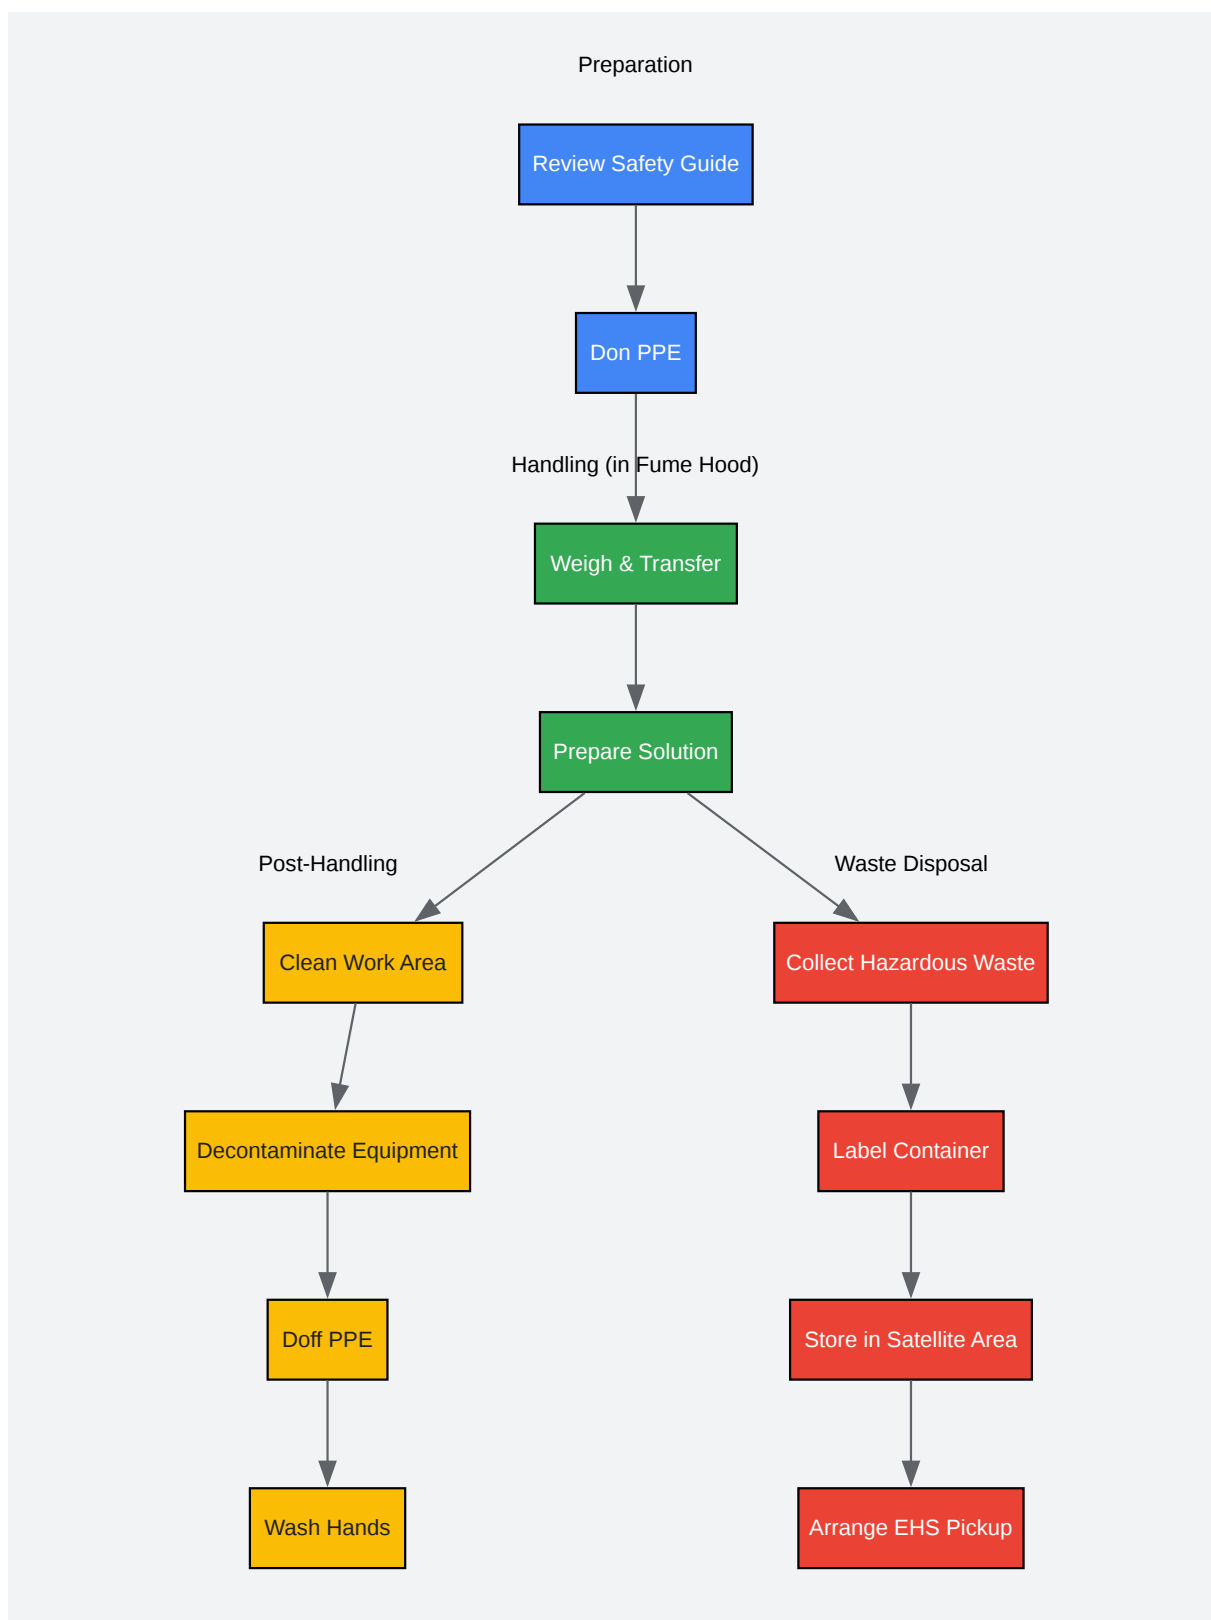 Preparation
Review Safety Guide
Don PPE
Handling (in Fume Hood)
Weigh & Transfer
Prepare Solution
Post-Handling
Clean Work Area
Decontaminate Equipment
Doff PPE
Wash Hands
Waste Disposal
Collect Hazardous Waste
Label Container
Store in Satellite Area
Arrange EHS Pickup